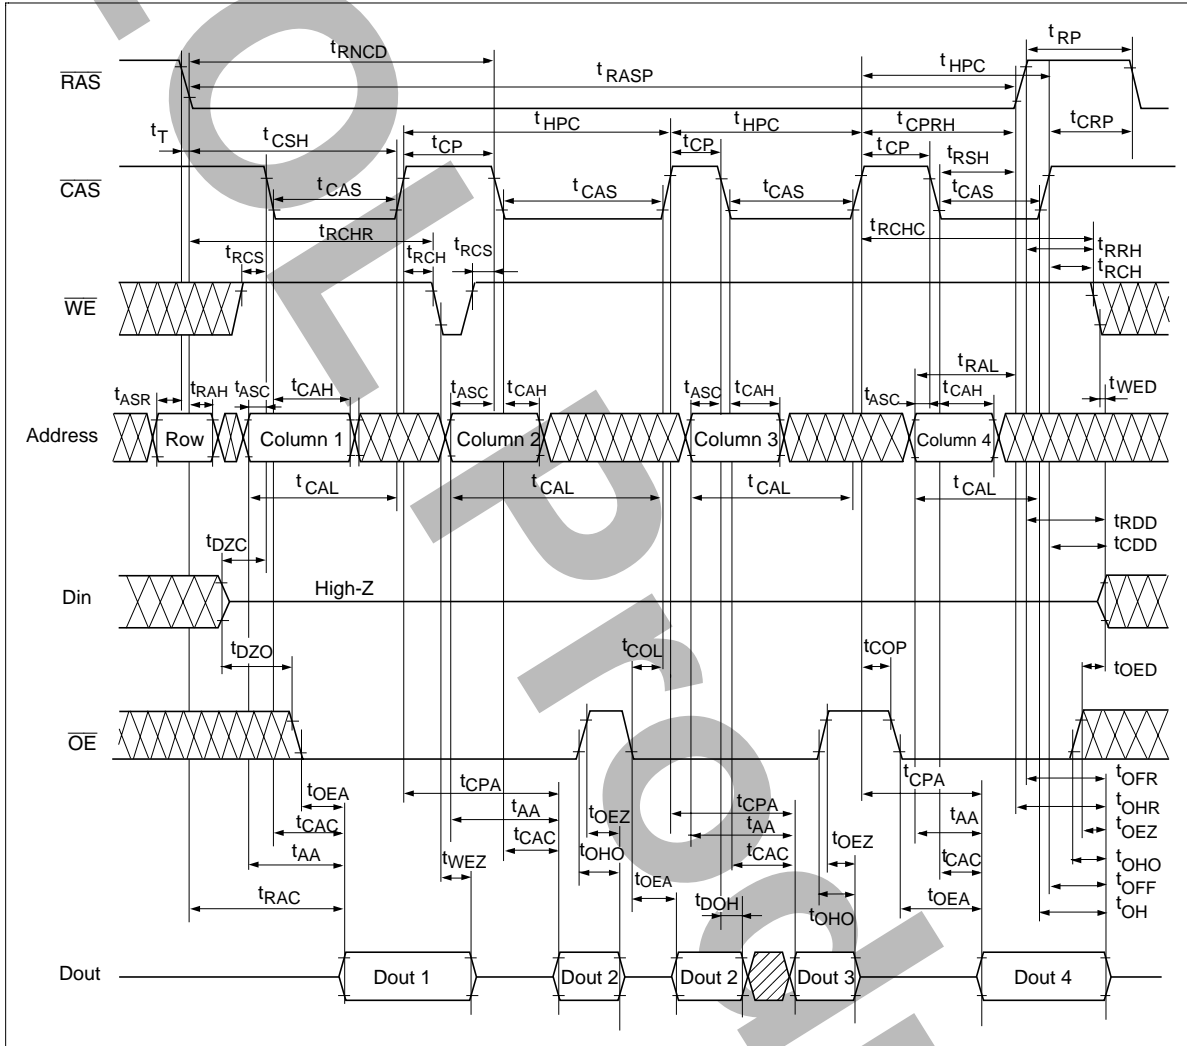 tRP
tRNCD
tHPC
RAS
tRASP
tT
tCSH
tHPC
tHPC
tCPRH
tCRP
tCP
tCP
tCP
tRSH
CAS
tCAS
tCAS
tCAS
tCAS
tRCHR
tRCHC
tRCS
tRCH
tRCS
tRRH
tRCH
WE
tRAL
tASR
tRAH
tASC
tCAH
tASC
tCAH
tASC
tCAH
tASC
tCAH
tWED
Address
Row
Column 1
Column 2
Column 3
Column 4
tCAL
tCAL
tCAL
tCAL
tRDD
tDZC
tCDD
Din
High-Z
tDZO
tCOL
tCOP
tOED
OE
tOEA
tCPA
tCPA
tCPA
tOFR
tCAC
tAA
tOEZ
tAA
tOEZ
tAA
tOHR
tOEZ
tAA
tCAC
tOHO
tCAC
tCAC
tOHO
tWEZ
tOEA
tOFF
tRAC
tDOH
tOHO
tOEA
tOH
Dout
Dout 1
Dout 2
Dout 2
Dout 3
Dout 4
EOL Prod